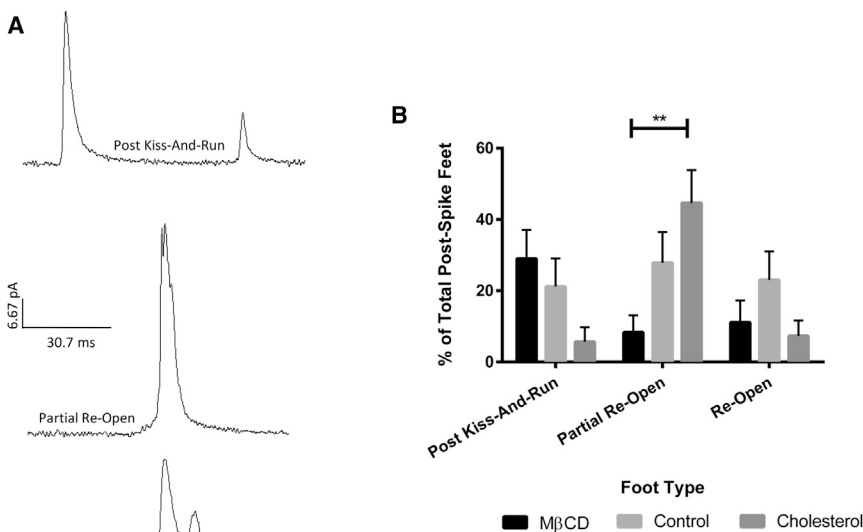 A
Post Kiss-And-Run
6.67 pA
30.7 ms
Partial Re-Open
B
**
% of Total Post-Spike Feet
60
40
20
0
Post Kiss-And-Run
Partial Re-Open
Re-Open
Foot Type
MβCD
Control
Cholesterol